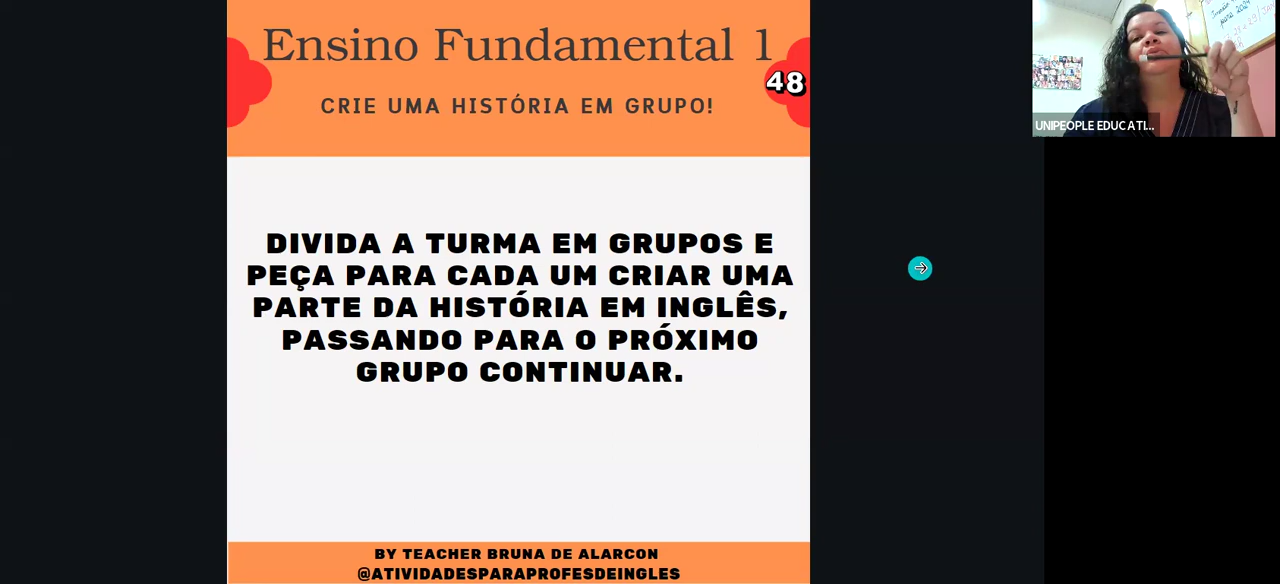 Ensino Fundamental 1
48
CRIE UMA HISTÓRIA EM GRUPO!
DIVIDA A TURMA EM GRUPOS E
PEÇA PARA CADA UM CRIAR UMA
PARTE DA HISTÓRIA EM INGLÊS,
PASSANDO PARA O PRÓXIMO
GRUPO CONTINUAR.
BY TEACHER BRUNA DE ALARCON
@ATIVIDADESPARAPROFESDEINGLES
UNIPEOPLE EDUCATI...